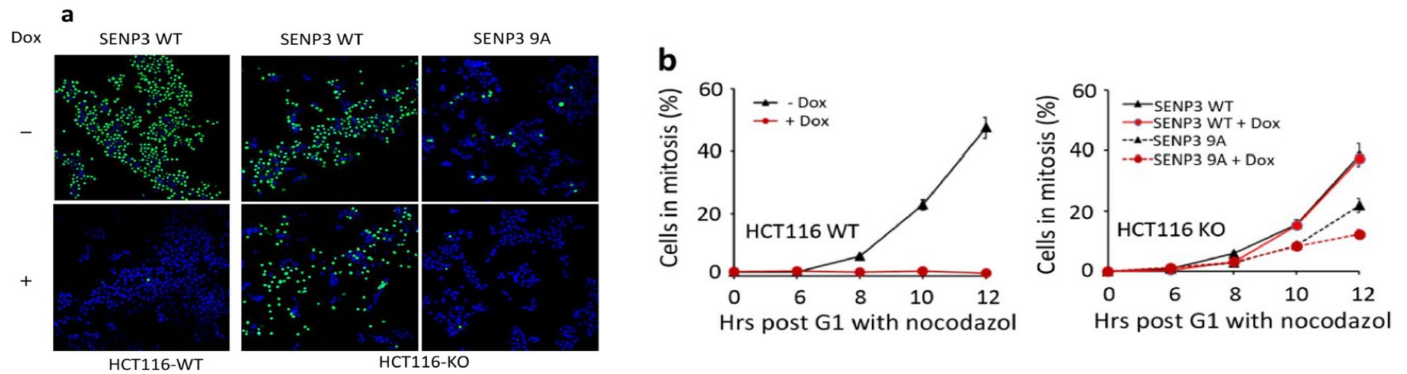 a
Dox SENP3 WT SENP3 WT SENP3 9A
−
+
HCT116-WT HCT116-KO
b
Cells in mitosis (%)
60
40
20
0
- Dox
+ Dox
HCT116 WT
0 6 8 10 12
Hrs post G1 with nocodazol
Cells in mitosis (%)
60
40
20
0
SENP3 WT
SENP3 WT + Dox
SENP3 9A
SENP3 9A + Dox
HCT116 KO
0 6 8 10 12
Hrs post G1 with nocodazol